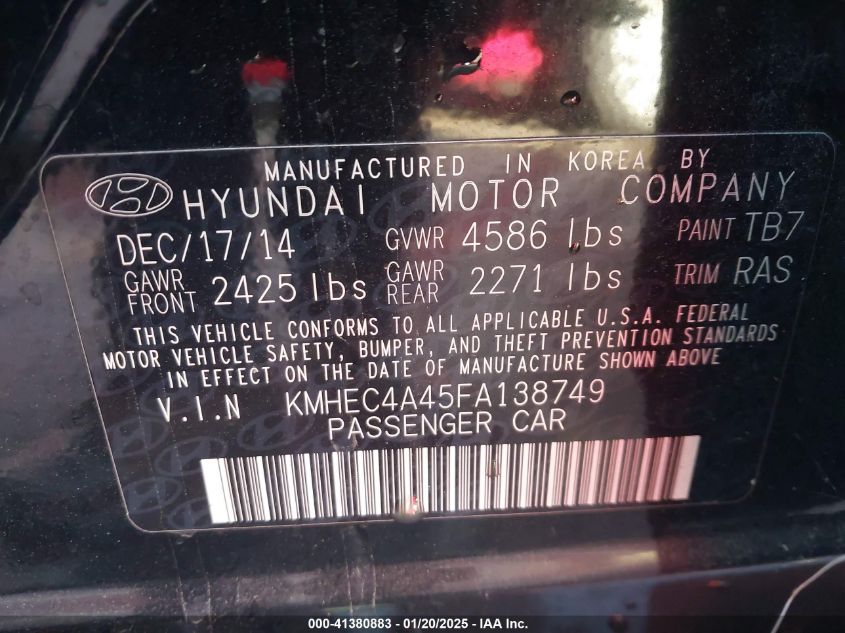 MANUFACTURED IN KOREA BY
HYUNDAI MOTOR COMPANY
DEC/17/14 GVWR 4586 lbs PAINT TB7
GAWR FRONT 2425 lbs GAWR REAR 2271 lbs TRIM RAS
THIS VEHICLE CONFORMS TO ALL APPLICABLE U.S.A. FEDERAL
MOTOR VEHICLE SAFETY, BUMPER, AND THEFT PREVENTION STANDARDS
IN EFFECT ON THE DATE OF MANUFACTURE SHOWN ABOVE
V.I.N KMHEC4A45FA138749
PASSENGER CAR
000-41380883 - 01/20/2025 - IAA Inc.